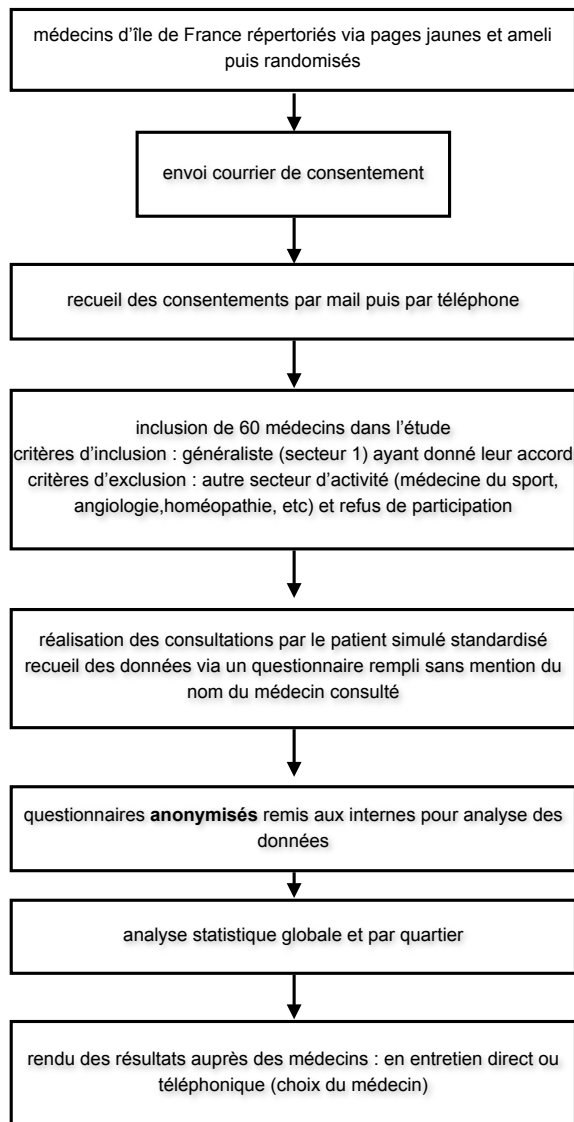 médecins d’île de France répertoriés via pages jaunes et ameli
puis randomisés
envoi courrier de consentement
recueil des consentements par mail puis par téléphone
inclusion de 60 médecins dans l’étude
critères d’inclusion : généraliste (secteur 1) ayant donné leur accord
critères d’exclusion : autre secteur d’activité (médecine du sport,
angiologie,homéopathie, etc) et refus de participation
réalisation des consultations par le patient simulé standardisé
recueil des données via un questionnaire rempli sans mention du
nom du médecin consulté
questionnaires anonymisés remis aux internes pour analyse des
données
analyse statistique globale et par quartier
rendu des résultats auprès des médecins : en entretien direct ou
téléphonique (choix du médecin)